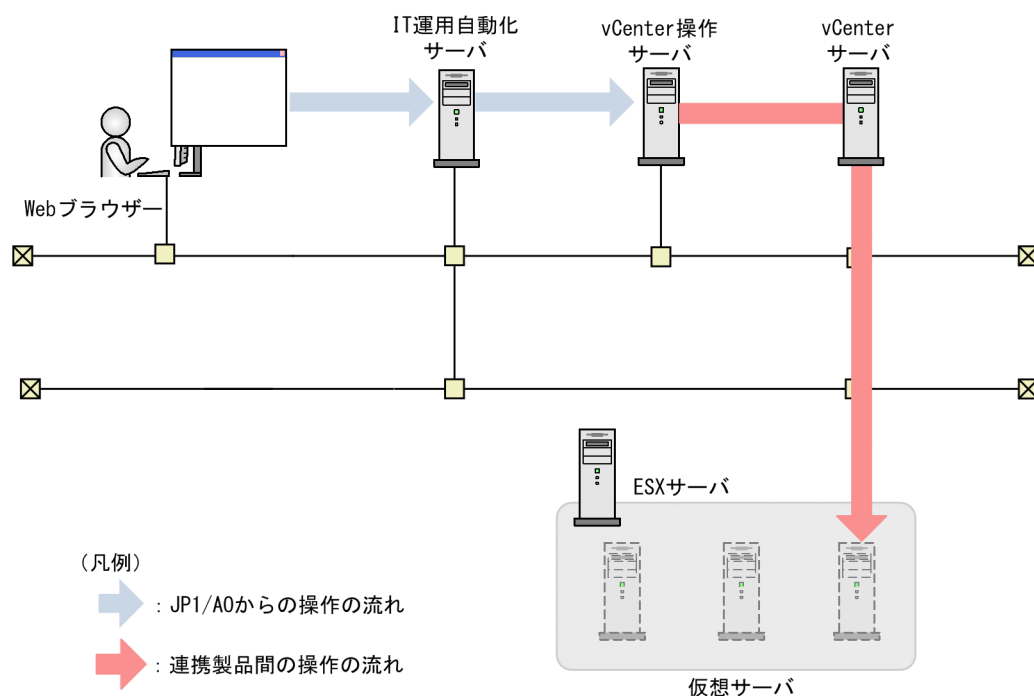 IT運用自動化
サーバ
vCenter操作
サーバ
vCenter
サーバ
Webブラウザー
ESXサーバ
(凡例)
: JP1/AOからの操作の流れ
: 連携製品間の操作の流れ
仮想サーバ